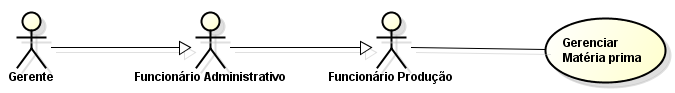 Gerente
Funcionário Administrativo
Funcionário Produção
Gerenciar
Matéria prima